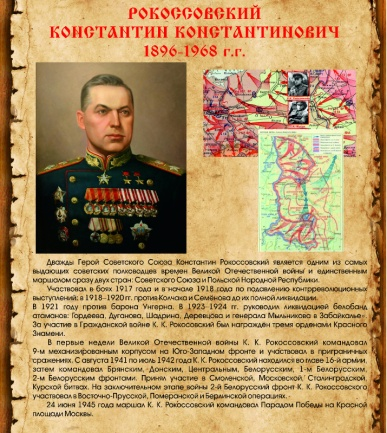 РОКОССОВСКИЙ
КОНСТАНТИН КОНСТАНТИНОВИЧ
1896-1968 г.г.
Дважды Герой Советского Союза Константин Рокоссовский является одним из самых
выдающих советских полководцев времен Великой Отечественной войны и единственным
маршалом сразу двух стран: Советского Союза и Польской Народной Республики.
Участвовал в боях 1917 года и в начале 1918 года по подавлению контрреволюционных
выступлений; в 1918-1920 гг. против Колчака и Семёнова до их полной ликвидации.
В 1921 году против барона Унгерна. В 1923-1924 гг. руководил ликвидацией белобанд
атаманов: Гордеева, Дуганова, Шадрина, Деревцова и генерала Мыльникова в Забайкалье.
За участие в Гражданской войне К. К. Рокоссовский был награжден тремя орденами Красного
Знамени.
В первые недели Великой Отечественной войны К. К. Рокоссовский командовал
9-м механизированным корпусом на Юго-Западном фронте и участвовал в приграничных
сражениях. С августа 1941 по июль 1942 года К. К. Рокоссовский находился во главе 16-й армии,
затем командовал Брянским, Донским, Центральным, Белорусским, 1-м Белорусским,
2-м Белорусским фронтами. Принял участие в Смоленской, Московской, Сталинградской,
Курской битвах. На заключительном этапе войны 2-й Белорусский фронт К. К. Рокоссовского
участвовал в Восточно-Прусской, Померанской и Берлинской операциях.
24 июня 1945 года маршал К. К. Рокоссовский командовал Парадом Победы на Красной
площади Москвы.